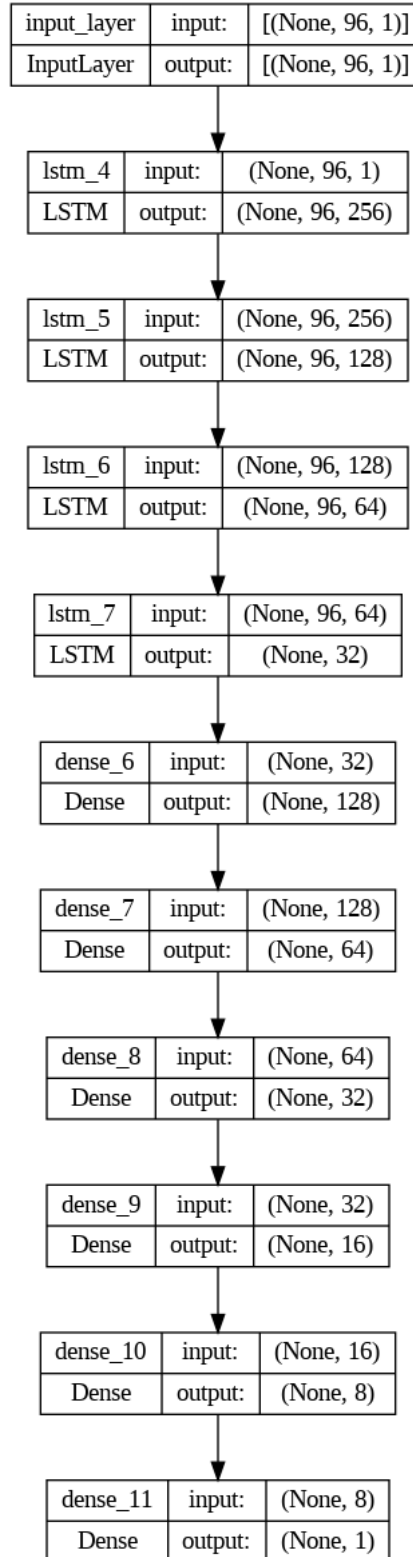 input_layer input: [(None, 96, 1)]
InputLayer output: [(None, 96, 1)]
lstm_4 input: (None, 96, 1)
LSTM output: (None, 96, 256)
lstm_5 input: (None, 96, 256)
LSTM output: (None, 96, 128)
lstm_6 input: (None, 96, 128)
LSTM output: (None, 96, 64)
lstm_7 input: (None, 96, 64)
LSTM output: (None, 32)
dense_6 input: (None, 32)
Dense output: (None, 128)
dense_7 input: (None, 128)
Dense output: (None, 64)
dense_8 input: (None, 64)
Dense output: (None, 32)
dense_9 input: (None, 32)
Dense output: (None, 16)
dense_10 input: (None, 16)
Dense output: (None, 8)
dense_11 input: (None, 8)
Dense output: (None, 1)